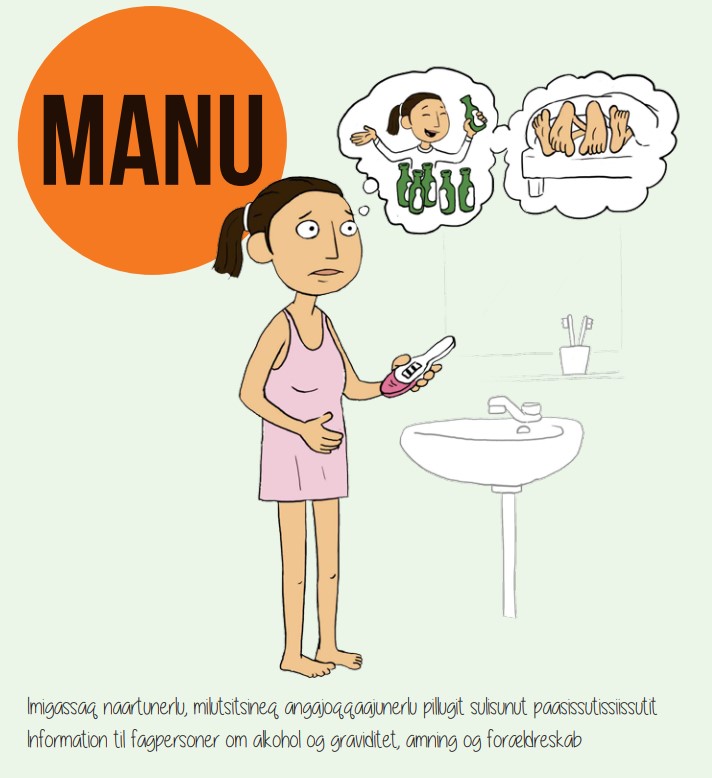 MANU
Imigassaq naartunerlu, milutsitsineq angajoqqaajunerlu pillugit sulisunut paasissutissiissutit
Information til fagpersoner om alkohol og graviditet, amning og forældreskab